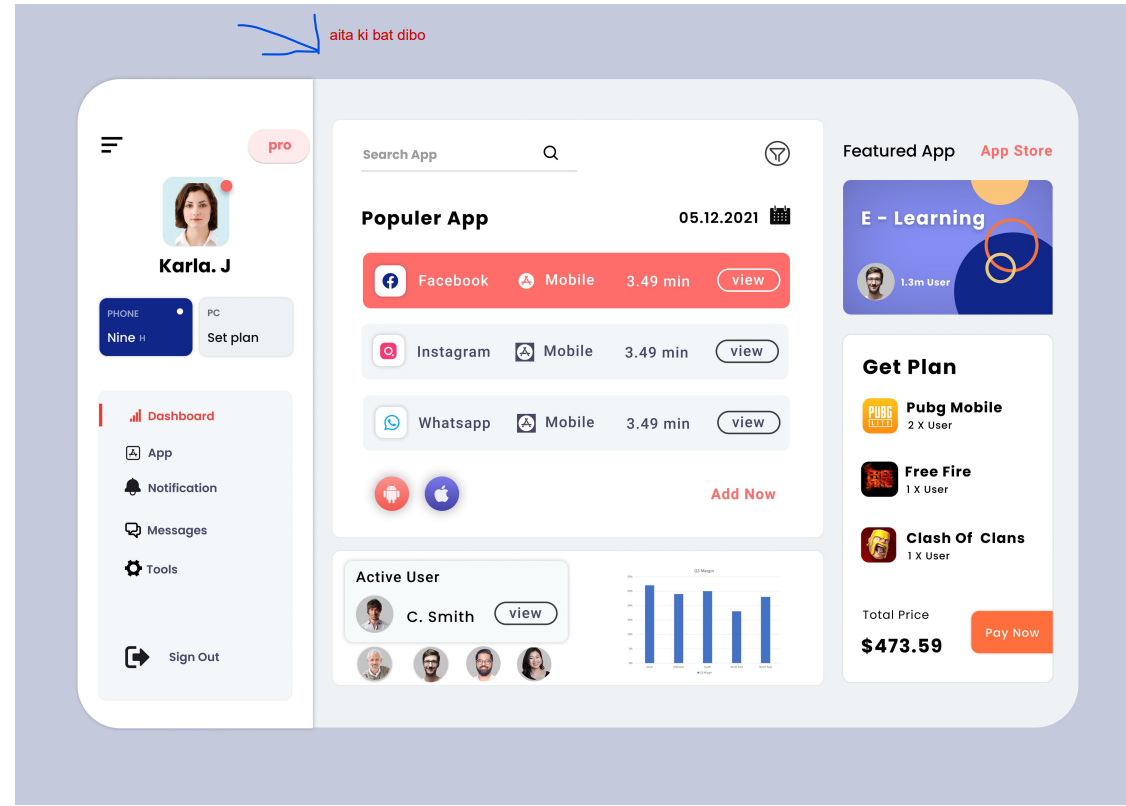 aita ki bat dibo
pro
Karla. J
PHONE
Nine H
PC
Set plan
Dashboard
App
Notification
Messages
Tools
Sign Out
Search App
Populer App
05.12.2021
Facebook Mobile 3.49 min view
Instagram Mobile 3.49 min view
Whatsapp Mobile 3.49 min view
Add Now
Active User
C. Smith view
Featured App App Store
E - Learning
1.3m User
Get Plan
PUBG
LITE
Pubg Mobile
2 X User
FREE
FIRE
Free Fire
1 X User
Clash Of Clans
1 X User
Total Price
$473.59
Pay Now